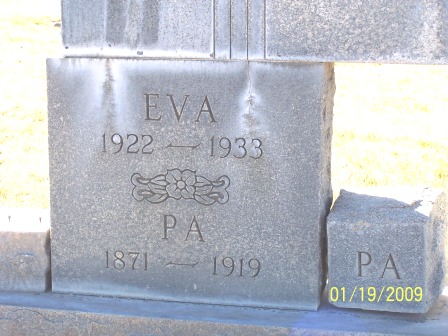 EVA
1922 — 1933
PA
1871 — 1919
PA
01/19/2009